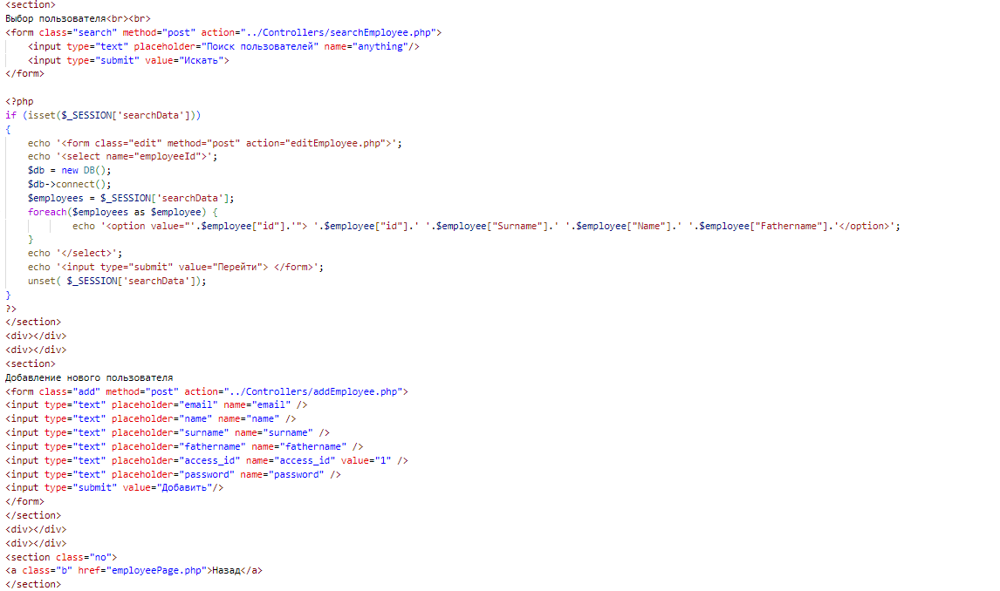 <section>
Выбор пользователя<br><br>
<form class="search" method="post" action="../Controllers/searchEmployee.php">
<input type="text" placeholder="Поиск пользователей" name="anything"/>
<input type="submit" value="Искать">
</form>
<?php
if (isset($_SESSION['searchData']))
{
echo '<form class="edit" method="post" action="editEmployee.php">';
echo '<select name="employeeId">';
$db = new DB();
$db->connect();
$employees = $_SESSION['searchData'];
foreach($employees as $employee) {
echo '<option value="'.$employee["id"].'"> '.$employee["id"].' '.$employee["Surname"].' '.$employee["Name"].' '.$employee["Fathername"].'</option>';
}
echo '</select>';
echo '<input type="submit" value="Перейти"> </form>';
unset( $_SESSION['searchData']);
}
?>
</section>
<div></div>
<div></div>
<section>
Добавление нового пользователя
<form class="add" method="post" action="../Controllers/addEmployee.php">
<input type="text" placeholder="email" name="email" />
<input type="text" placeholder="name" name="name" />
<input type="text" placeholder="surname" name="surname" />
<input type="text" placeholder="fathername" name="fathername" />
<input type="text" placeholder="access_id" name="access_id" value="1" />
<input type="text" placeholder="password" name="password" />
<input type="submit" value="Добавить"/>
</form>
</section>
<div></div>
<div></div>
<section class="no">
<a class="b" href="employeePage.php">Назад</a>
</section>